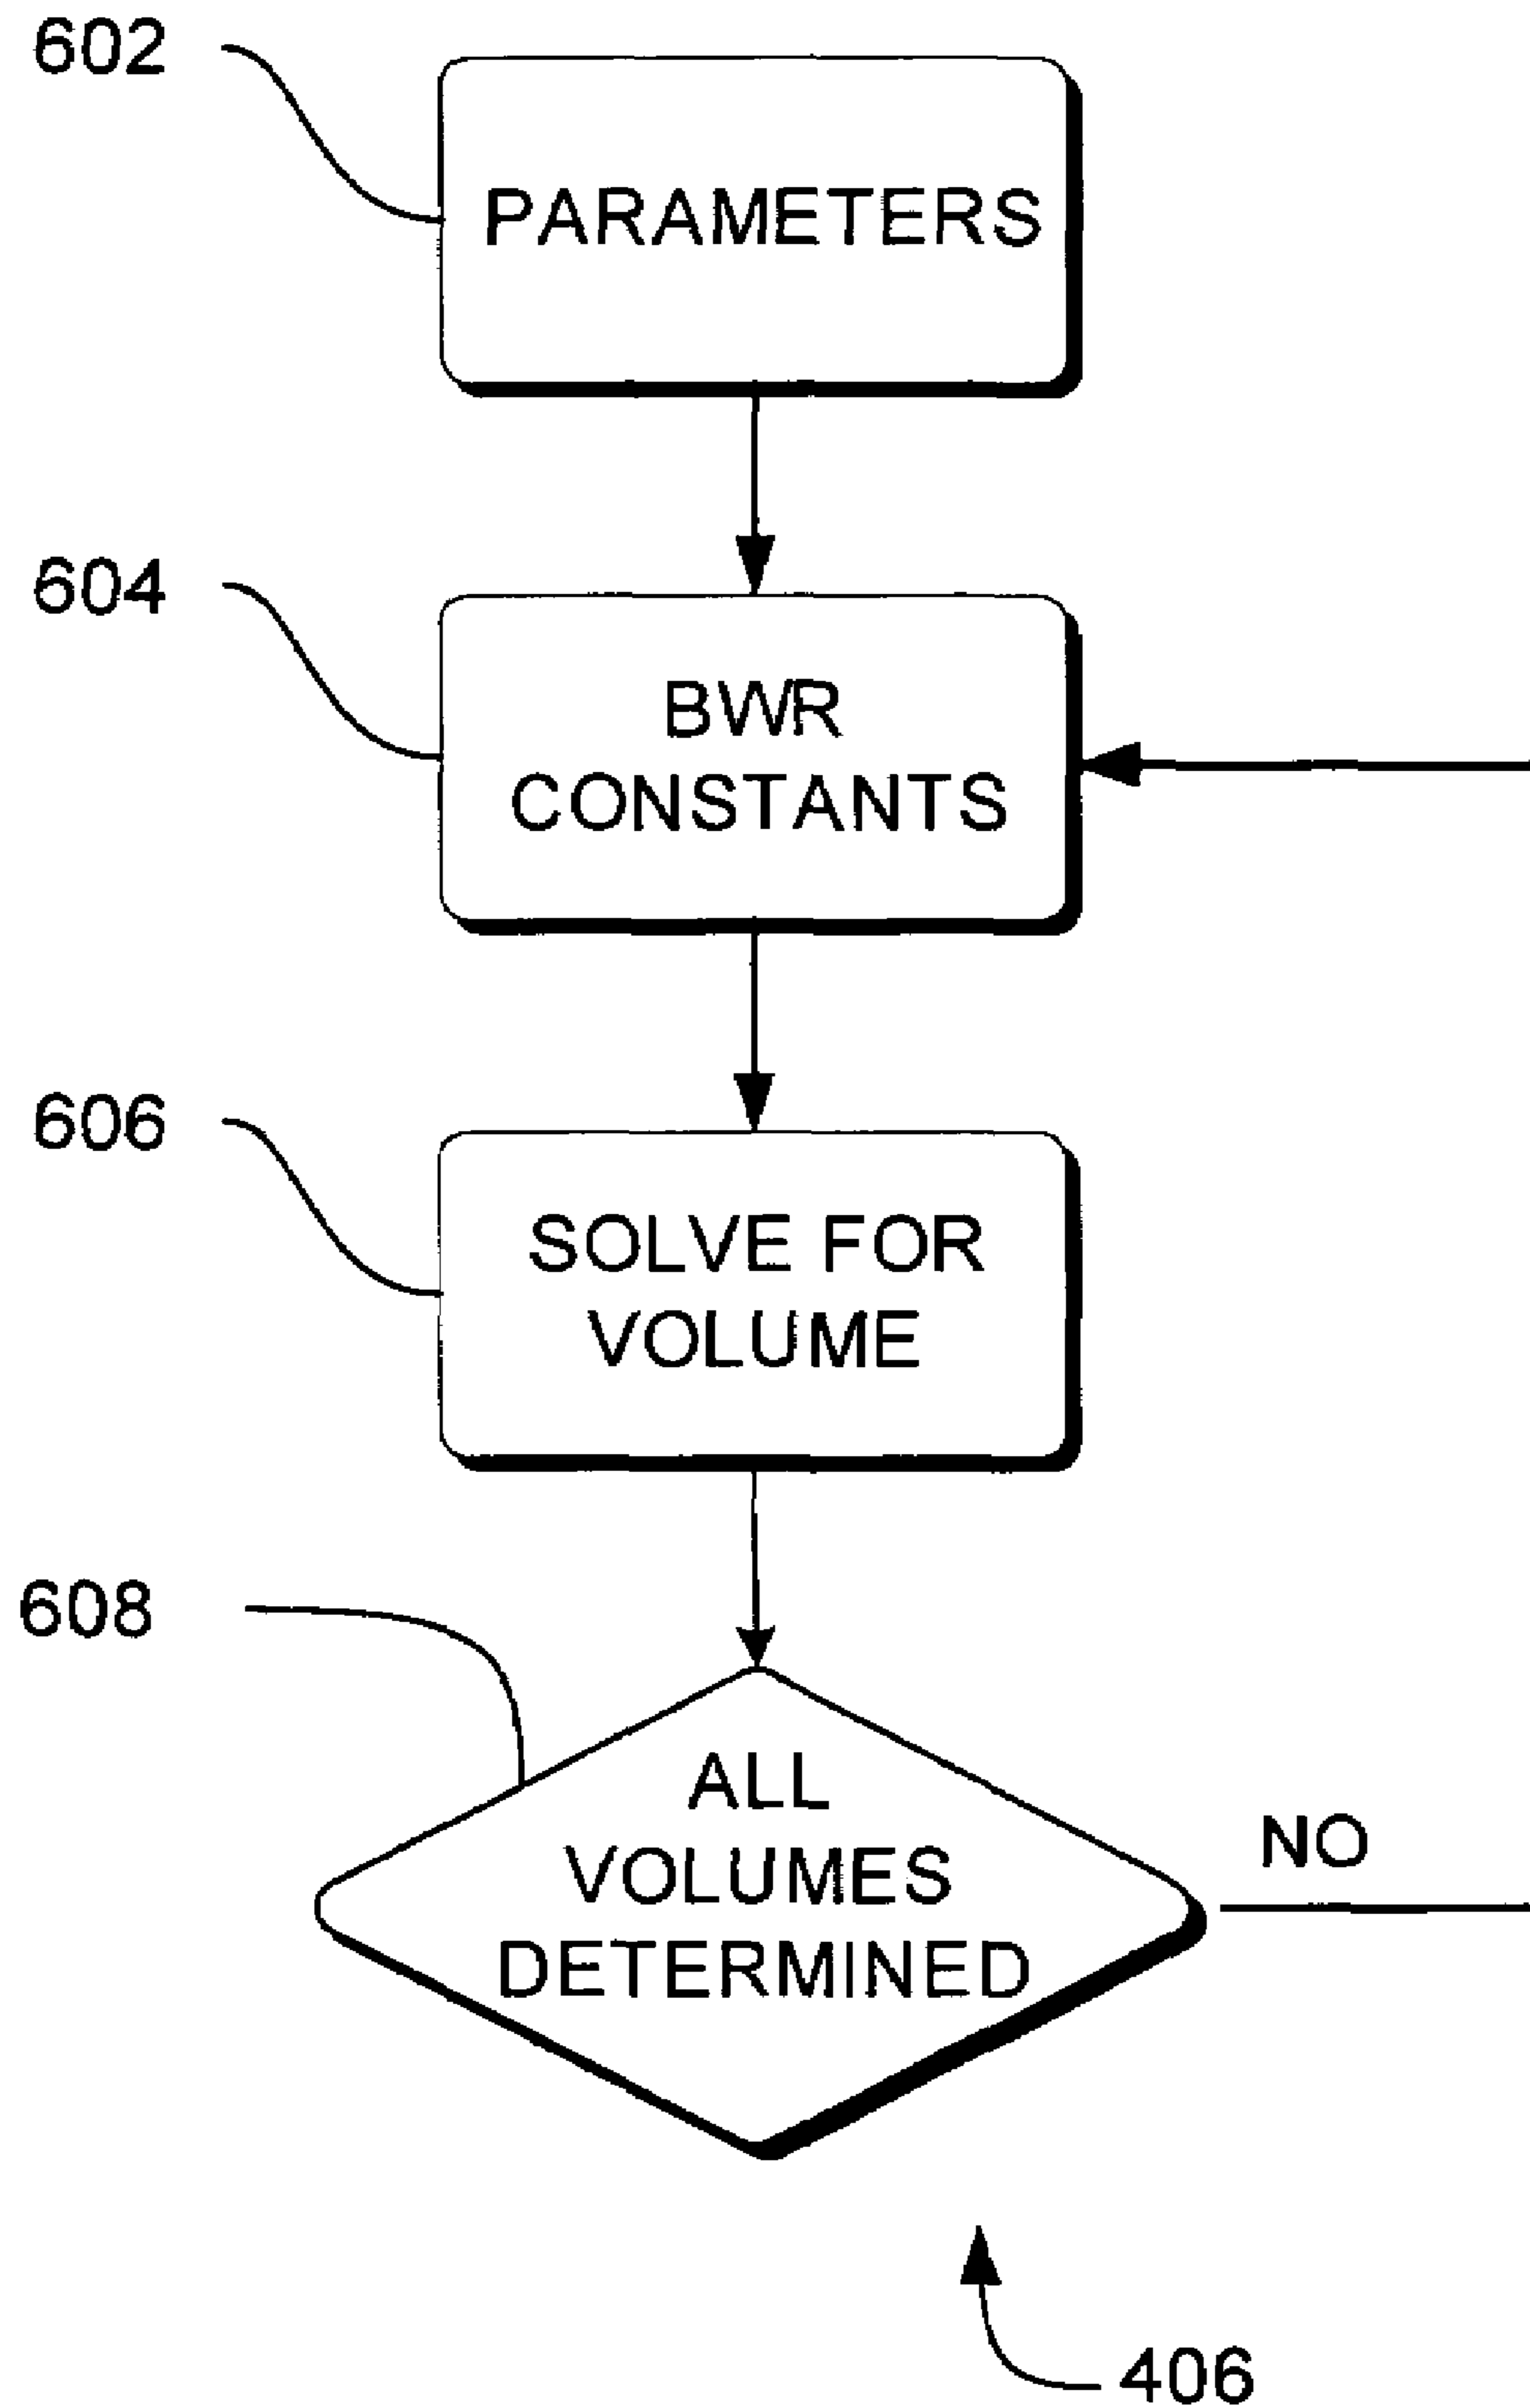 602
PARAMETERS
604
BWR
CONSTANTS
606
SOLVE FOR
VOLUME
608
ALL
VOLUMES
DETERMINED
NO
406